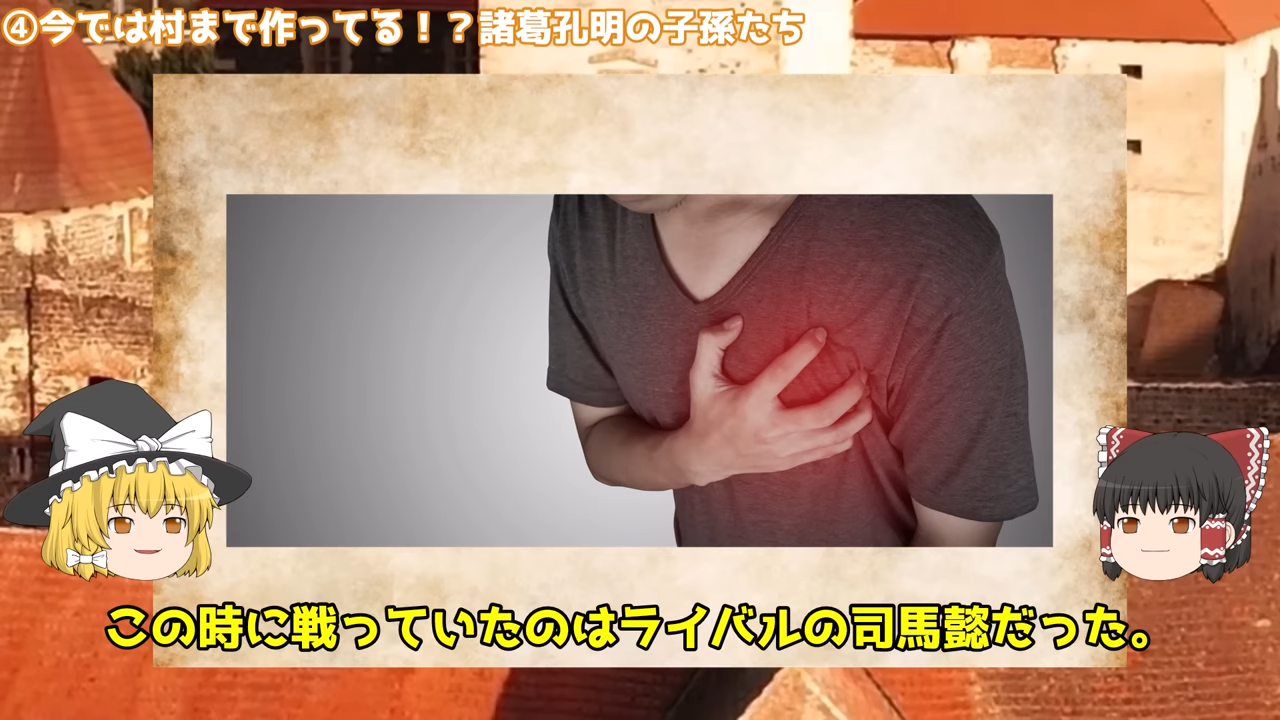 ④今では村まで作ってる！？諸葛孔明の子孫たち
この時に戦っていたのはライバルの司馬懿だった。